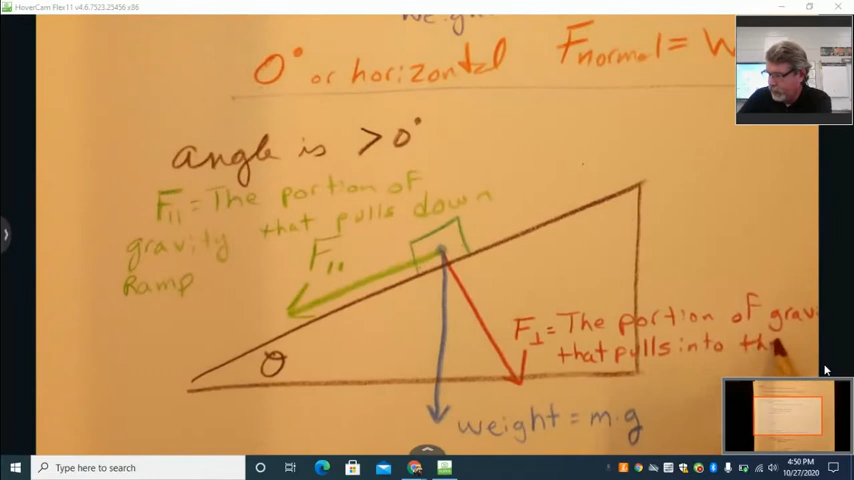 HoverCam Flex11 v4.6.7523.25456 x86
weight
0° or horizontal Fnormal = W
angle is > 0°
F|| = The portion of
gravity that pulls down
Ramp
F||
F⊥ = The portion of grav
that pulls into th
θ
weight = m·g
Type here to search
4:50 PM
10/27/2020